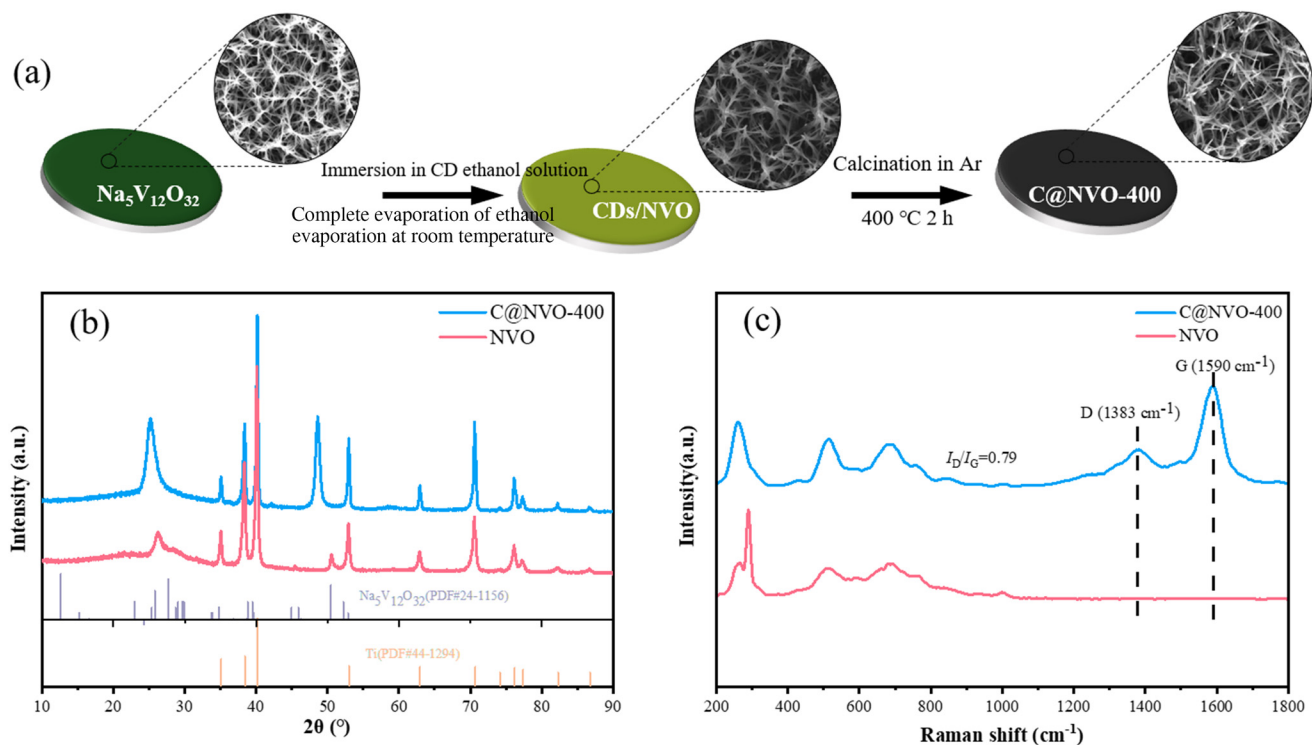 (a)
Na5V12O32
Immersion in CD ethanol solution
Complete evaporation of ethanol
evaporation at room temperature
CDs/NVO
Calcination in Ar
400 °C 2 h
C@NVO-400
(b)
C@NVO-400
NVO
Na5V12O32(PDF#24-1156)
Ti(PDF#44-1294)
Intensity (a.u.)
10 20 30 40 50 60 70 80 90
2θ (°)
(c)
C@NVO-400
NVO
G (1590 cm-1)
D (1383 cm-1)
ID/IG=0.79
Intensity(a.u.)
200 400 600 800 1000 1200 1400 1600 1800
Raman shift (cm-1)